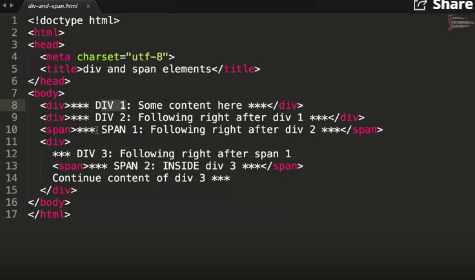 div-and-span.html ×
Share
1 <!doctype html>
2 <html>
3 <head>
4 <meta charset="utf-8">
5 <title>div and span elements</title>
6 </head>
7 <body>
8 <div>*** DIV 1: Some content here ***</div>
9 <div>*** DIV 2: Following right after div 1 ***</div>
10 <span>*** SPAN 1: Following right after div 2 ***</span>
11 <div>
12 *** DIV 3: Following right after span 1
13 <span>*** SPAN 2: INSIDE div 3 ***</span>
14 Continue content of div 3 ***
15 </div>
16 </body>
17 </html>